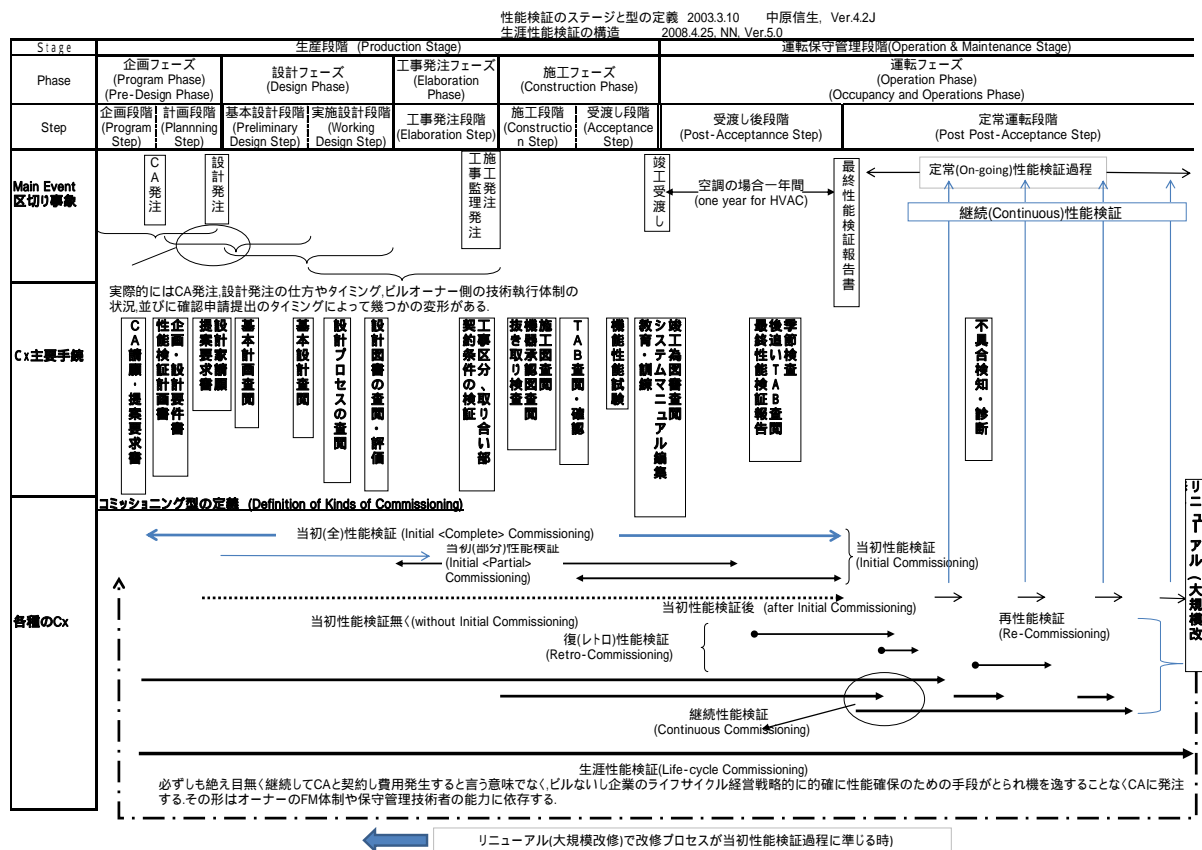 性能検証のステージと型の定義 2003.3.10 中原信生, Ver.4.2J
生涯性能検証の構造 2008.4.25, NN, Ver.5.0
Stage
生産段階 (Production Stage)
運転保守管理段階(Operation & Maintenance Stage)
Phase
企画フェーズ
(Program Phase)
(Pre-Design Phase)
設計フェーズ
(Design Phase)
工事発注フェーズ
(Elaboration
Phase)
施工フェーズ
(Construction Phase)
運転フェーズ
(Operation Phase)
(Occupancy and Operations Phase)
Step
企画段階
(Program
Step)
計画段階
(Plannning
Step)
基本設計段階
(Preliminary
Design Step)
実施設計段階
(Working
Design Step)
工事発注段階
(Elaboration Step)
施工段階
(Constructio
n Step)
受渡し段階
(Acceptance
Step)
受渡し後段階
(Post-Acceptannce Step)
定常運転段階
(Post Post-Acceptance Step)
Main Event
区切り事象
CA発注
設計発注
施工発注
工事監理発注
竣工受渡し
空調の場合一年間
(one year for HVAC)
最終性能検証報告書
定常(On-going)性能検証過程
継続(Continuous)性能検証
実際的にはCA発注,設計発注の仕方やタイミング,ビルオーナー側の技術執行体制の
状況,並びに確認申請提出のタイミングによって幾つかの変形がある.
Cx主要手続
CA請願・提案要求書
企画・設計要件書
性能検証計画書
設計家請願
提案要求書
基本計画査閲
基本設計査閲
設計プロセスの査閲
設計図書の査閲・評価
工事区分、取り合い部
契約条件の検証
施工図査閲
機器承認図査閲
抜き取り検査
TAB査閲・確認
機能性能試験
竣工為図書査閲
システムマニュアル編集
教育・訓練
季節検査
後追いTAB査閲
最終性能検証報告
不具合検知・診断
コミッショニング型の定義 (Definition of Kinds of Commissioning)
各種のCx
当初(全)性能検証 (Initial <Complete> Commissioning)
当初(部分)性能検証
(Initial <Partial>
Commissioning)
当初性能検証
(Initial Commissioning)
当初性能検証後 (after Initial Commissioning)
当初性能検証無く(without Initial Commissioning)
復(レトロ)性能検証
(Retro-Commissioning)
再性能検証
(Re-Commissioning)
継続性能検証
(Continuous Commissioning)
リニューアル(大規模改
生涯性能検証(Life-cycle Commissioning)
必ずしも絶え目無く継続してCAと契約し費用発生すると言う意味でなく,ビルないし企業のライフサイクル経営戦略的に的確に性能確保のための手段がとられ機を逸することなくCAに発注
する.その形はオーナーのFM体制や保守管理技術者の能力に依存する.
リニューアル(大規模改修)で改修プロセスが当初性能検証過程に準じる時)